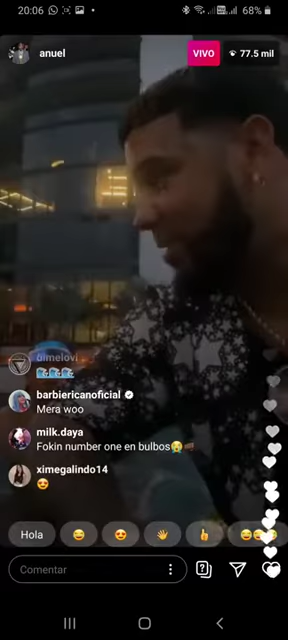 20:06
68%
anuel
VIVO
77.5 mil
almelovi
barbiericanoficial
Mera woo
milk.daya
Fokin number one en bulbos😭
ximegalindo14
😍
Hola
😂 😍 👋 👍
Comentar